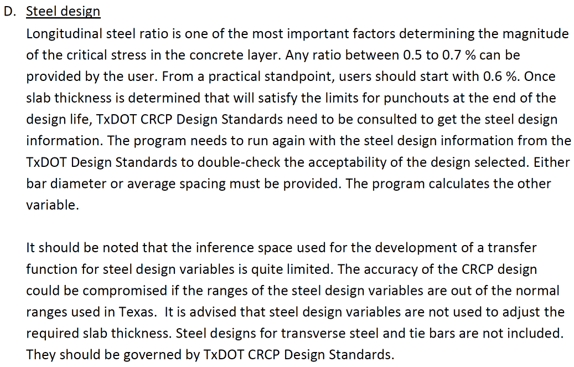 D. Steel design
Longitudinal steel ratio is one of the most important factors determining the magnitude
of the critical stress in the concrete layer. Any ratio between 0.5 to 0.7 % can be
provided by the user. From a practical standpoint, users should start with 0.6 %. Once
slab thickness is determined that will satisfy the limits for punchouts at the end of the
design life, TxDOT CRCP Design Standards need to be consulted to get the steel design
information. The program needs to run again with the steel design information from the
TxDOT Design Standards to double-check the acceptability of the design selected. Either
bar diameter or average spacing must be provided. The program calculates the other
variable.
It should be noted that the inference space used for the development of a transfer
function for steel design variables is quite limited. The accuracy of the CRCP design
could be compromised if the ranges of the steel design variables are out of the normal
ranges used in Texas.  It is advised that steel design variables are not used to adjust the
required slab thickness. Steel designs for transverse steel and tie bars are not included.
They should be governed by TxDOT CRCP Design Standards.